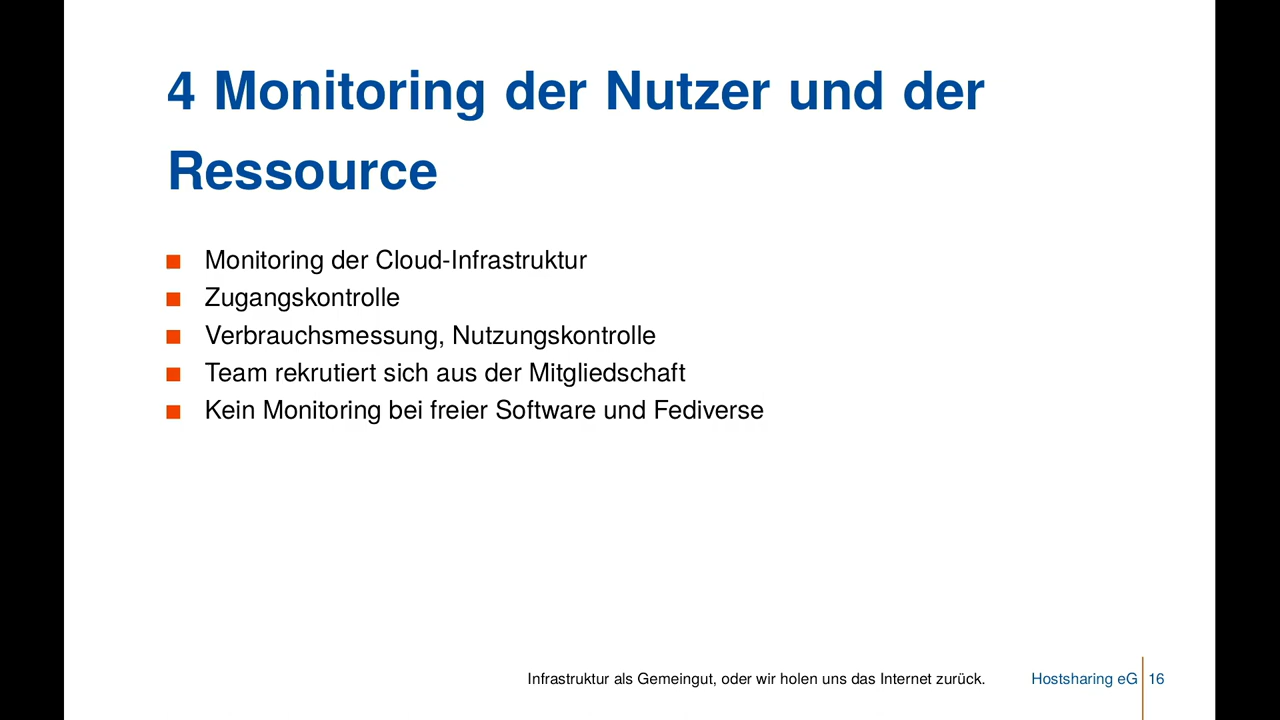 4 Monitoring der Nutzer und der
Ressource
Monitoring der Cloud-Infrastruktur
Zugangskontrolle
Verbrauchsmessung, Nutzungskontrolle
Team rekrutiert sich aus der Mitgliedschaft
Kein Monitoring bei freier Software und Fediverse
Infrastruktur als Gemeingut, oder wir holen uns das Internet zurück. Hostsharing eG 16